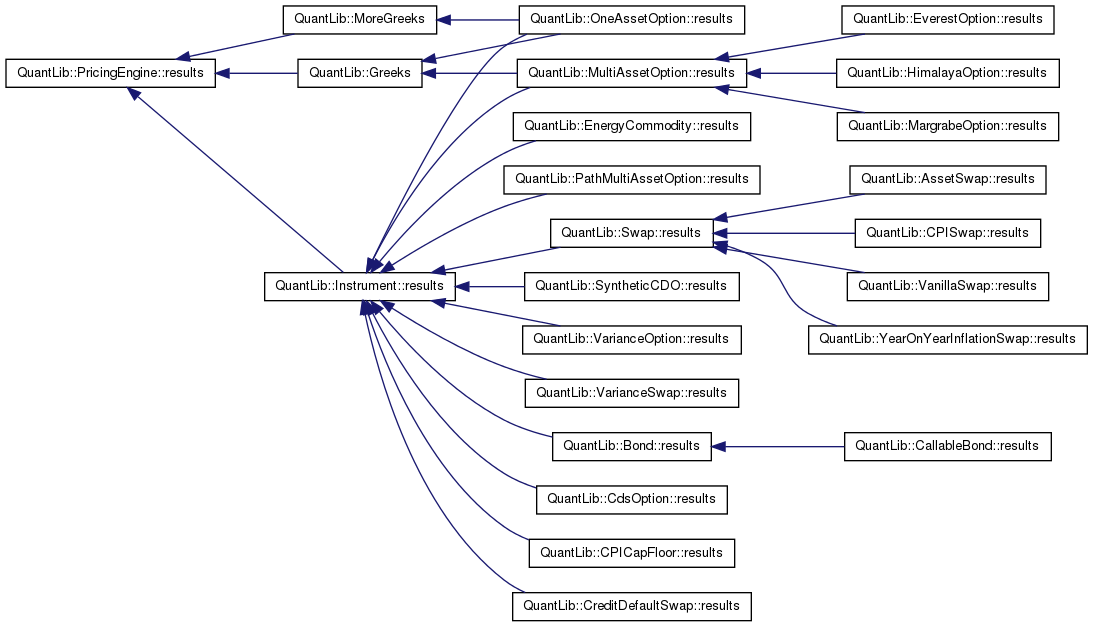 QuantLib::MoreGreeks
QuantLib::OneAssetOption::results
QuantLib::EverestOption::results
QuantLib::PricingEngine::results
QuantLib::Greeks
QuantLib::MultiAssetOption::results
QuantLib::HimalayaOption::results
QuantLib::EnergyCommodity::results
QuantLib::MargrabeOption::results
QuantLib::PathMultiAssetOption::results
QuantLib::AssetSwap::results
QuantLib::Swap::results
QuantLib::CPISwap::results
QuantLib::Instrument::results
QuantLib::SyntheticCDO::results
QuantLib::VanillaSwap::results
QuantLib::VarianceOption::results
QuantLib::YearOnYearInflationSwap::results
QuantLib::VarianceSwap::results
QuantLib::Bond::results
QuantLib::CallableBond::results
QuantLib::CdsOption::results
QuantLib::CPICapFloor::results
QuantLib::CreditDefaultSwap::results